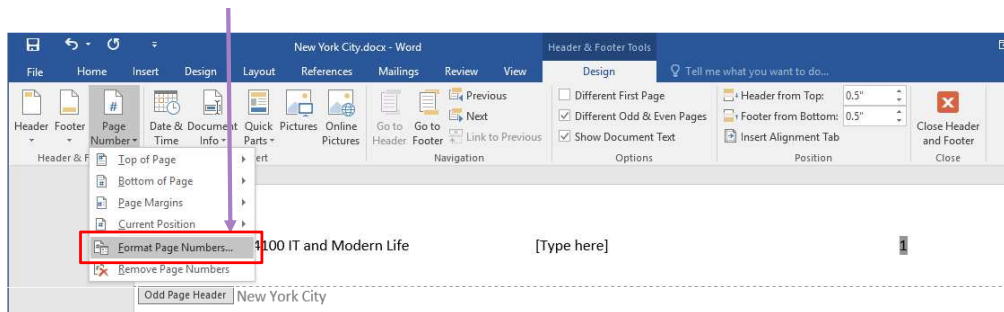 New York City.docx - Word Header & Footer Tools
File Home Insert Design Layout References Mailings Review View Design Tell me what you want to do...
Header Footer Page Number Date & Time Document Info Quick Parts Pictures Online Pictures Go to Header Go to Footer Previous Next Link to Previous
Different First Page
Different Odd & Even Pages
Show Document Text
Header from Top: 0.5"
Footer from Bottom: 0.5"
Insert Alignment Tab
Close Header and Footer
Header & F ert Navigation Options Position Close
Top of Page
Bottom of Page
Page Margins
Current Position
Format Page Numbers...
Remove Page Numbers
4100 IT and Modern Life [Type here] 1
Odd Page Header New York City